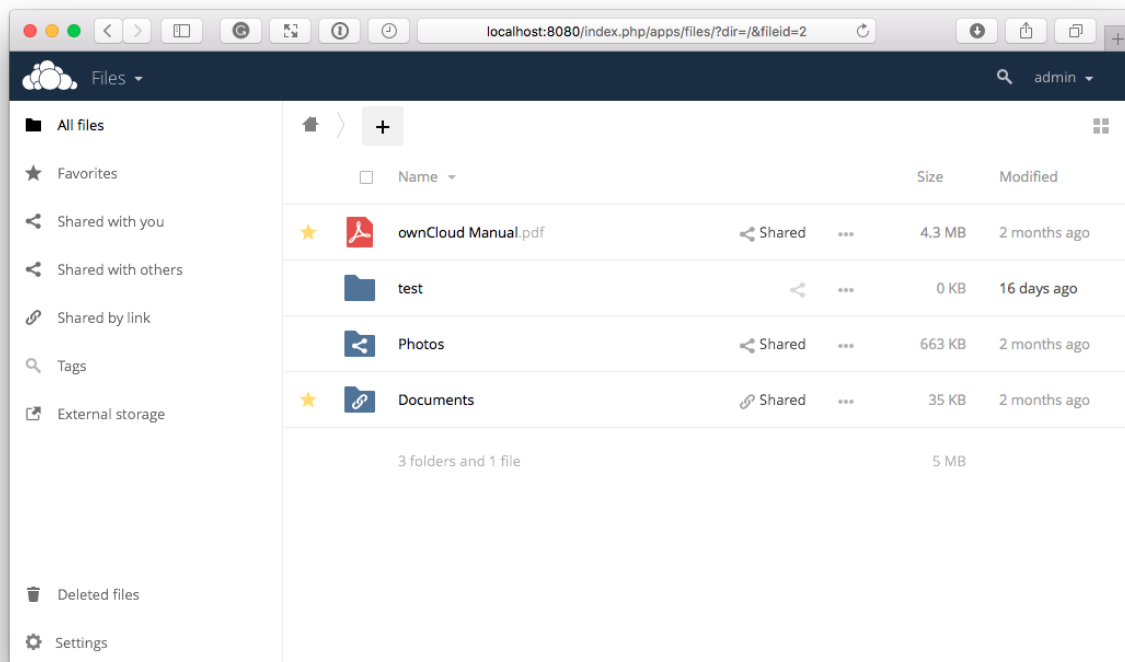 localhost:8080/index.php/apps/files/?dir=/&fileid=2
Files
admin
All files
Favorites
Shared with you
Shared with others
Shared by link
Tags
External storage
Deleted files
Settings
Name Size Modified
ownCloud Manual.pdf Shared 4.3 MB 2 months ago
test 0 KB 16 days ago
Photos Shared 663 KB 2 months ago
Documents Shared 35 KB 2 months ago
3 folders and 1 file 5 MB